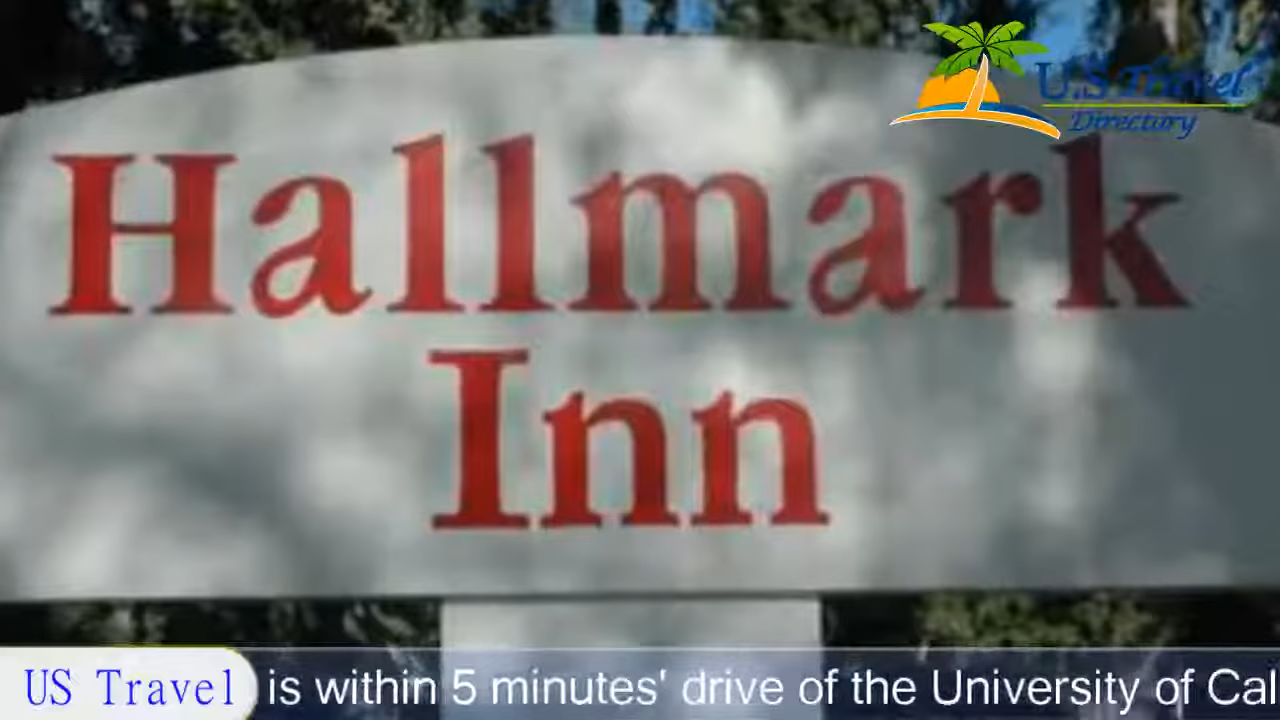 U.S Travel
Directory
Hallmark
Inn
US Travel is within 5 minutes' drive of the University of Cal